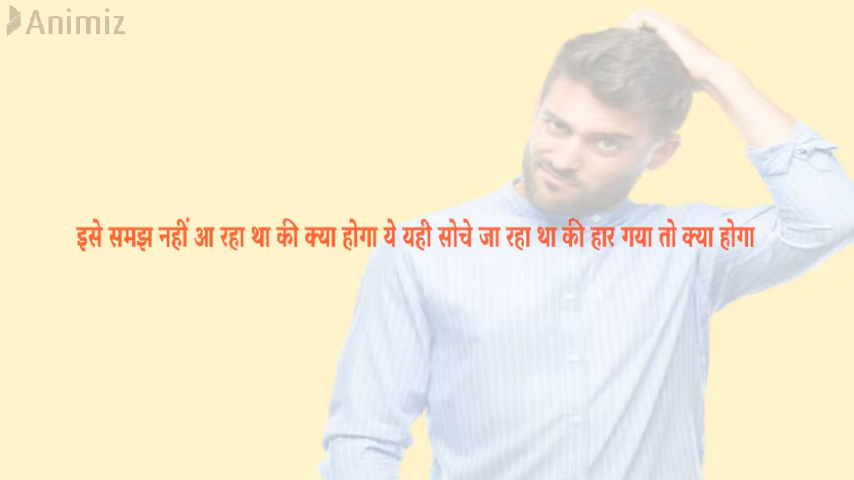 Animiz
इसे समझ नहीं आ रहा था की क्या होगा ये यही सोचे जा रहा था की हार गया तो क्या होगा